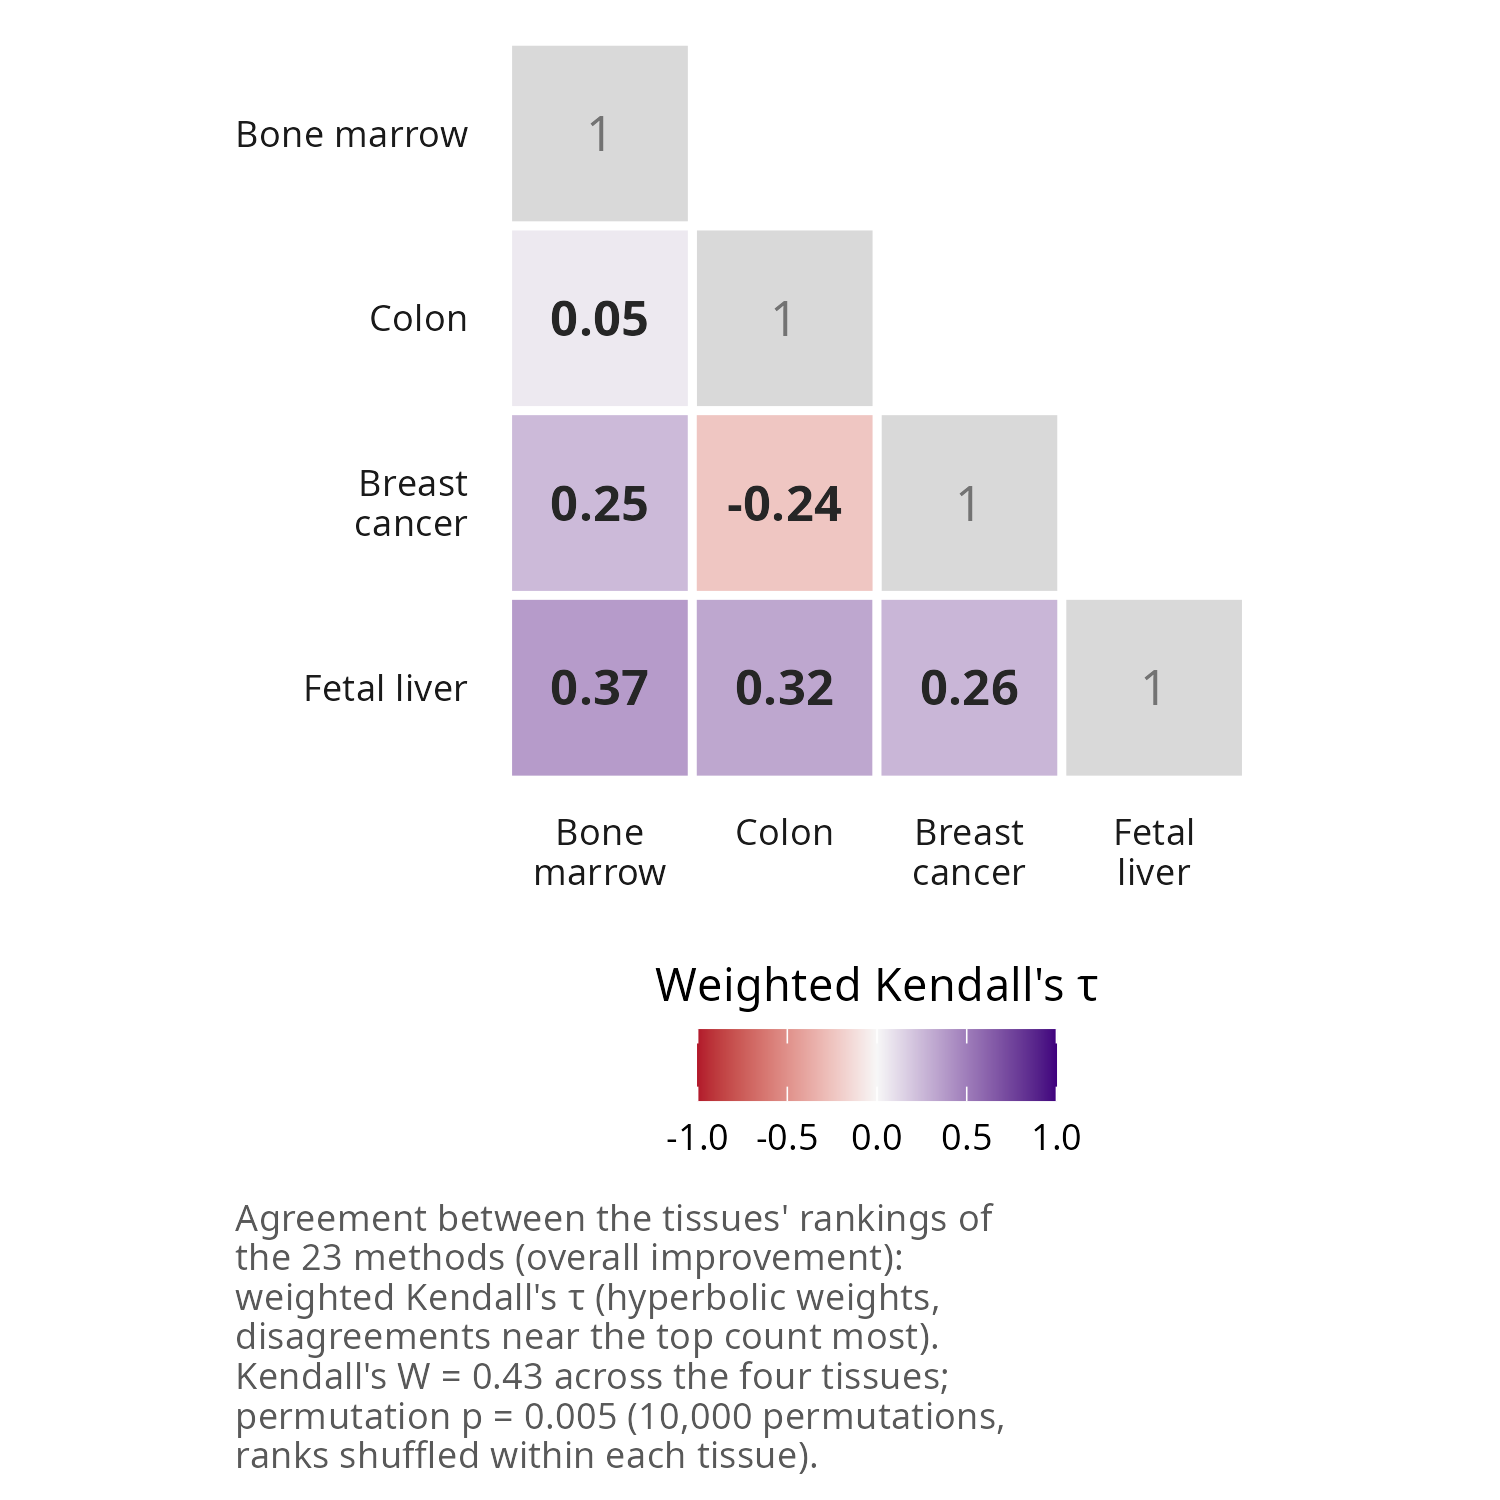 Bone marrow
1
Colon
0.05
1
Breast
cancer
0.25
-0.24
1
Fetal liver
0.37
0.32
0.26
1
Bone
marrow
Colon
Breast
cancer
Fetal
liver
Weighted Kendall's τ
-1.0
-0.5
0.0
0.5
1.0
Agreement between the tissues' rankings of
the 23 methods (overall improvement):
weighted Kendall's τ (hyperbolic weights,
disagreements near the top count most).
Kendall's W = 0.43 across the four tissues;
permutation p = 0.005 (10,000 permutations,
ranks shuffled within each tissue).